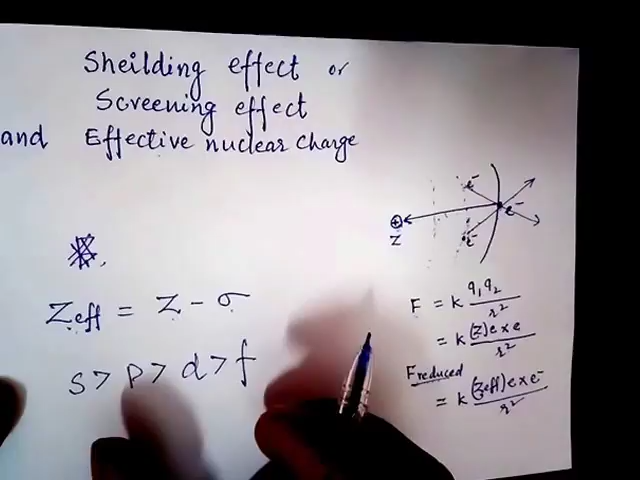 Sheilding effect or
Screening effect
and Effective nuclear charge
Zeff = Z - σ
s > p > d > f
e⁻
e⁻
e⁻
⊕
Z
F = k q₁q₂/r²
= k (Z)e×e/r²
Freduced
= k (Zeff)e×e⁻/r²